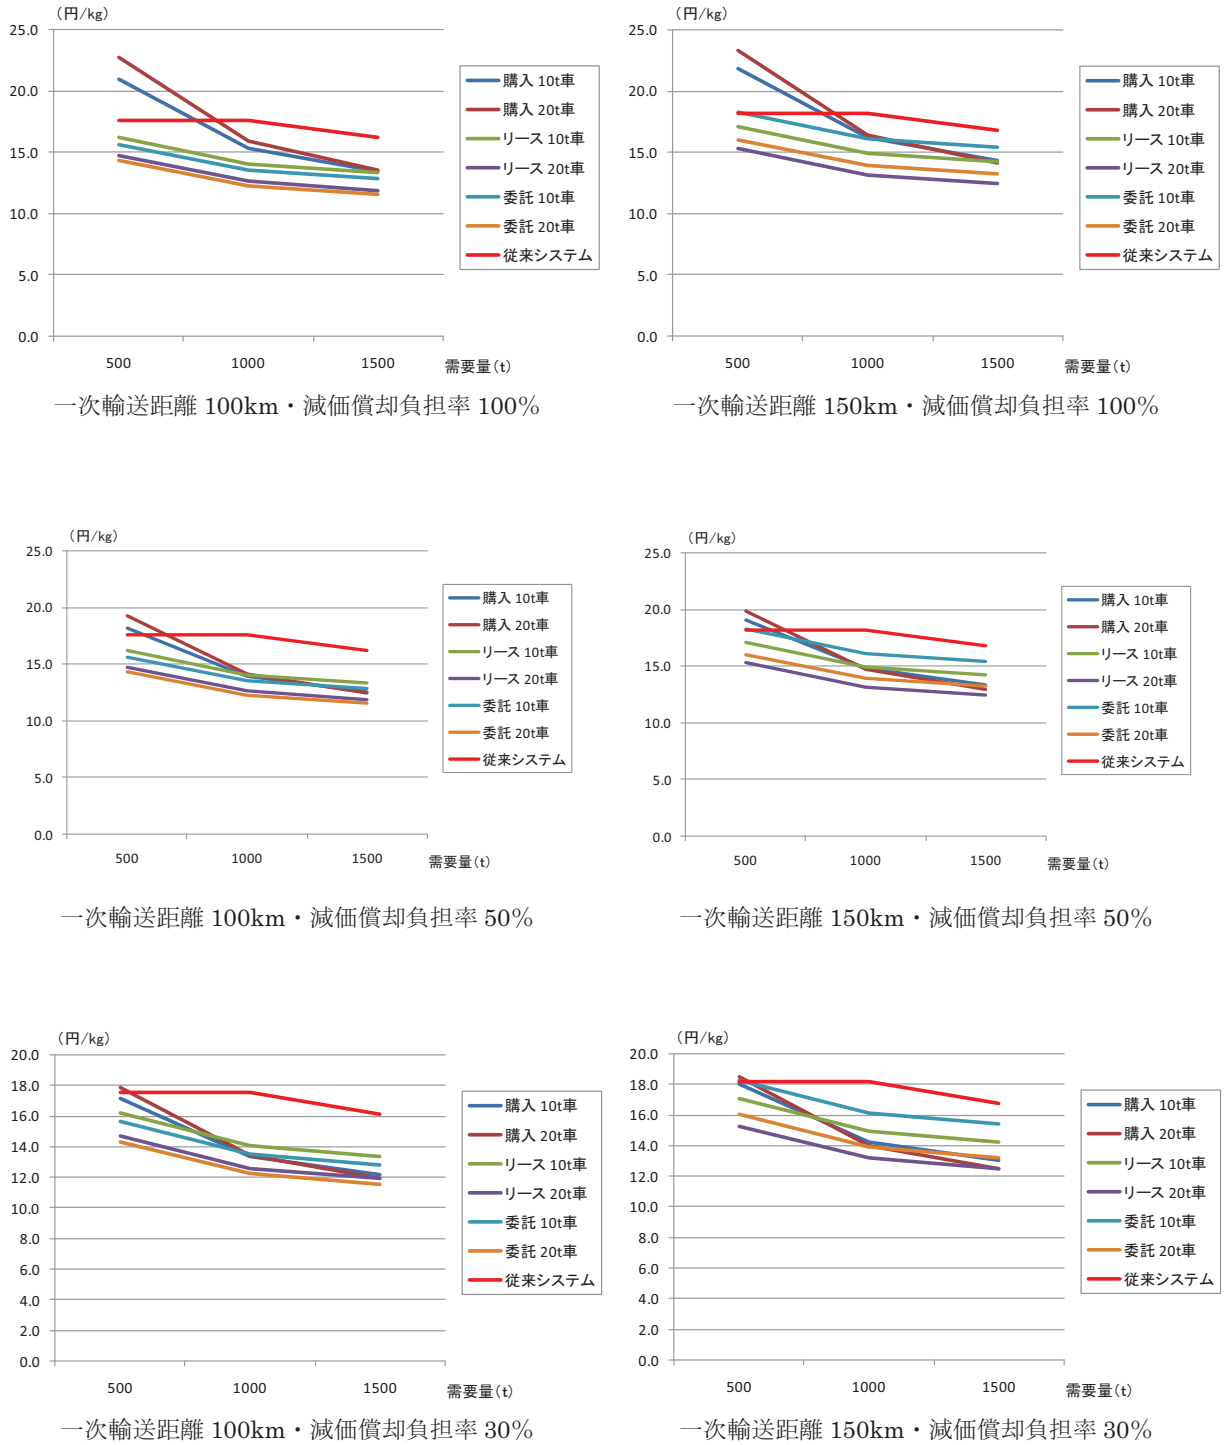 （円/kg）
25.0
20.0
15.0
10.0
5.0
0.0
500
1000
1500
需要量（t）
購入 10t車
購入 20t車
リース 10t車
リース 20t車
委託 10t車
委託 20t車
従来システム
一次輸送距離 100km・減価償却負担率 100%
（円/kg）
25.0
20.0
15.0
10.0
5.0
0.0
500
1000
1500
需要量（t）
購入 10t車
購入 20t車
リース 10t車
リース 20t車
委託 10t車
委託 20t車
従来システム
一次輸送距離 150km・減価償却負担率 100%
（円/kg）
25.0
20.0
15.0
10.0
5.0
0.0
500
1000
1500
需要量（t）
購入 10t車
購入 20t車
リース 10t車
リース 20t車
委託 10t車
委託 20t車
従来システム
一次輸送距離 100km・減価償却負担率 50%
（円/kg）
25.0
20.0
15.0
10.0
5.0
0.0
500
1000
1500
需要量（t）
購入 10t車
購入 20t車
リース 10t車
リース 20t車
委託 10t車
委託 20t車
従来システム
一次輸送距離 150km・減価償却負担率 50%
（円/kg）
20.0
18.0
16.0
14.0
12.0
10.0
8.0
6.0
4.0
2.0
0.0
500
1000
1500
需要量（t）
購入 10t車
購入 20t車
リース 10t車
リース 20t車
委託 10t車
委託 20t車
従来システム
一次輸送距離 100km・減価償却負担率 30%
（円/kg）
20.0
18.0
16.0
14.0
12.0
10.0
8.0
6.0
4.0
2.0
0.0
500
1000
1500
需要量（t）
購入 10t車
購入 20t車
リース 10t車
リース 20t車
委託 10t車
委託 20t車
従来システム
一次輸送距離 150km・減価償却負担率 30%